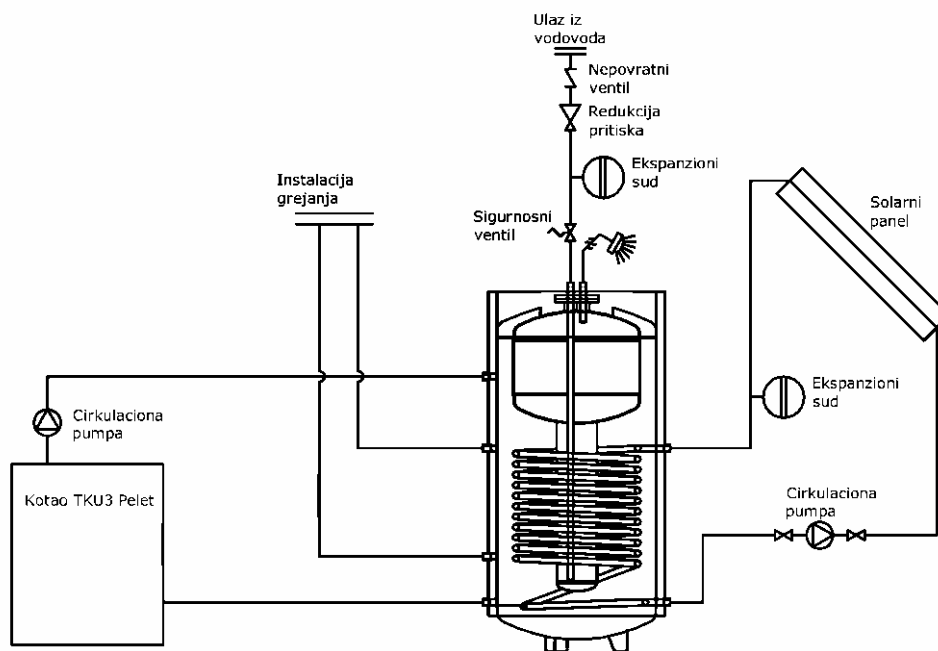 Ulaz iz
vodovoda
Nepovratni
ventil
Redukcija
pritiska
Ekspanzioni
sud
Instalacija
grejanja
Sigurnosni
ventil
Solarni
panel
Ekspanzioni
sud
Cirkulaciona
pumpa
Kotao TKU3 Pelet
Cirkulaciona
pumpa